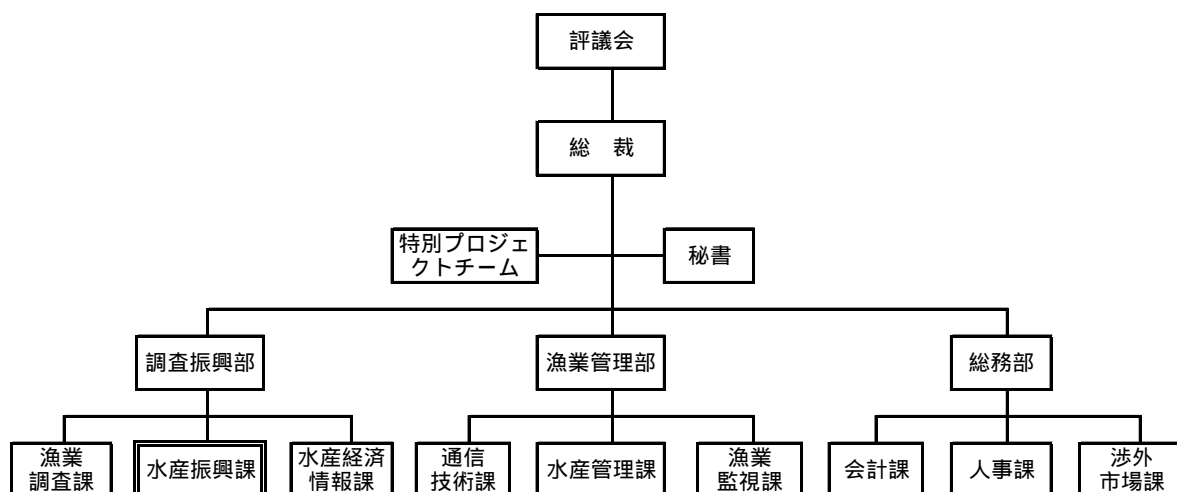 評議会
総 裁
特別プロジェ
クトチーム
秘書
調査振興部
漁業管理部
総務部
漁業
調査課
水産振興課
水産経済
情報課
通信
技術課
水産管理課
漁業
監視課
会計課
人事課
渉外
市場課